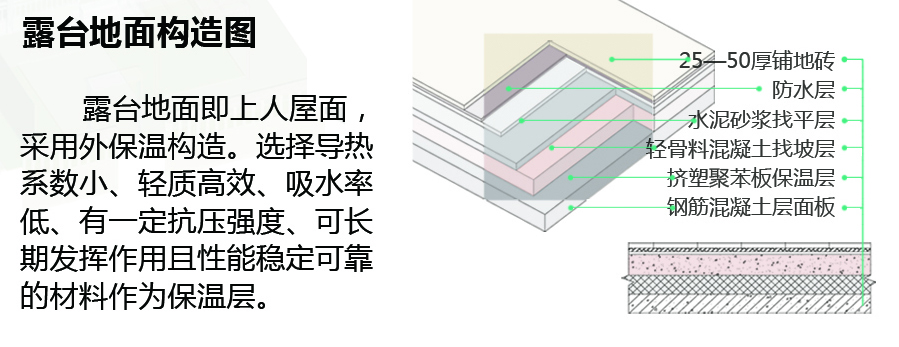 露台地面构造图
露台地面即上人屋面，
采用外保温构造。选择导热
系数小、轻质高效、吸水率
低、有一定抗压强度、可长
期发挥作用且性能稳定可靠
的材料作为保温层。
25—50厚铺地砖
防水层
水泥砂浆找平层
轻骨料混凝土找坡层
挤塑聚苯板保温层
钢筋混凝土层面板